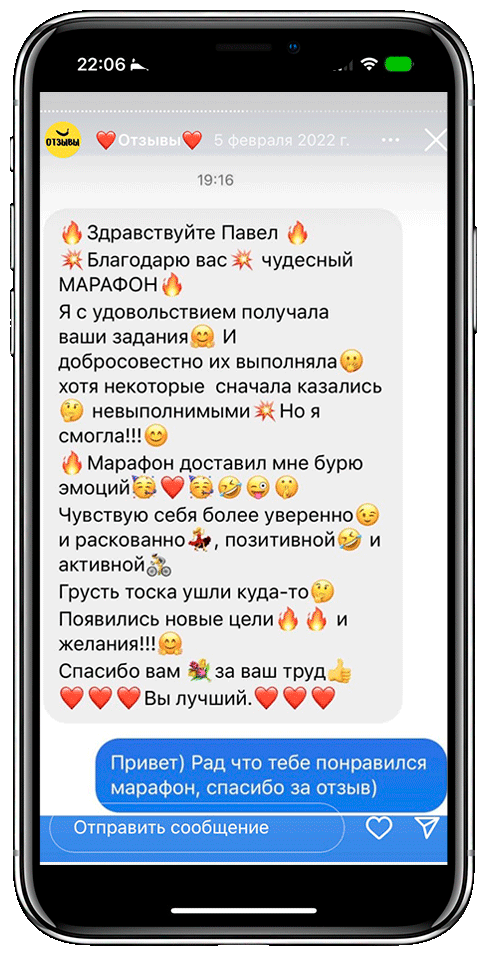 22:06
ОТЗЫВЫ
❤️Отзывы❤️ 5 февраля 2022 г. ...
19:16
🔥Здравствуйте Павел 🔥
💥Благодарю вас💥 чудесный
МАРАФОН🔥
Я с удовольствием получала
ваши задания🤗 И
добросовестно их выполняла🤫
хотя некоторые сначала казались
🤔 невыполнимыми💥Но я
смогла!!!😊
🔥Марафон доставил мне бурю
эмоций🥳❤️🥳🤣😜🤫
Чувствую себя более уверенно😉
и раскованно💃, позитивной🤣 и
активной🚴
Грусть тоска ушли куда-то🤔
Появились новые цели🔥🔥 и
желания!!!🤗
Спасибо вам 💐за ваш труд👍
❤️❤️❤️Вы лучший.❤️❤️❤️
Привет) Рад что тебе понравился
марафон, спасибо за отзыв)
Отправить сообщение